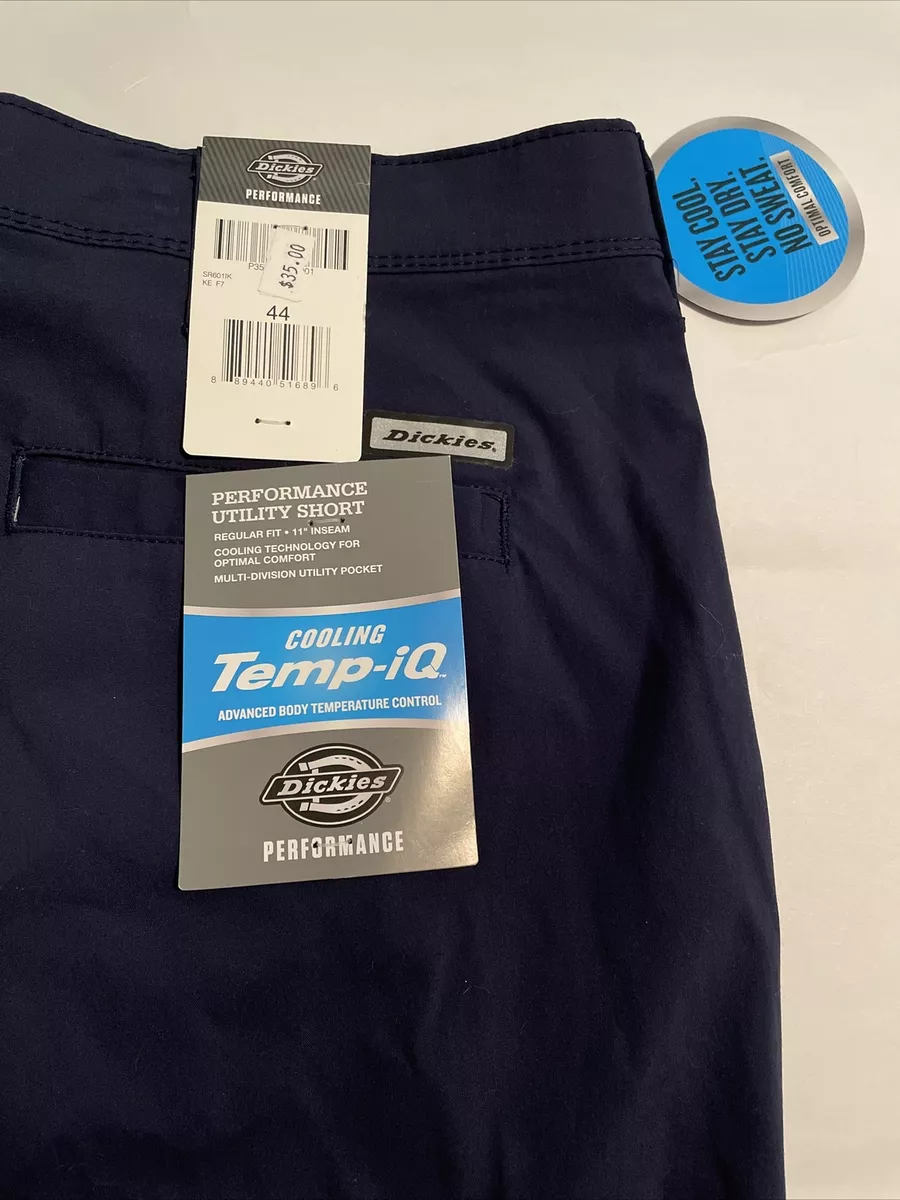 Dickies
PERFORMANCE
$35.00
SR601IK
KE F7
44
8 89440 51689 6
Dickies
PERFORMANCE
UTILITY SHORT
REGULAR FIT • 11" INSEAM
COOLING TECHNOLOGY FOR
OPTIMAL COMFORT
MULTI-DIVISION UTILITY POCKET
COOLING
Temp-iQ™
ADVANCED BODY TEMPERATURE CONTROL
Dickies®
PERFORMANCE
STAY COOL.
STAY DRY.
NO SWEAT.
OPTIMAL COMFORT